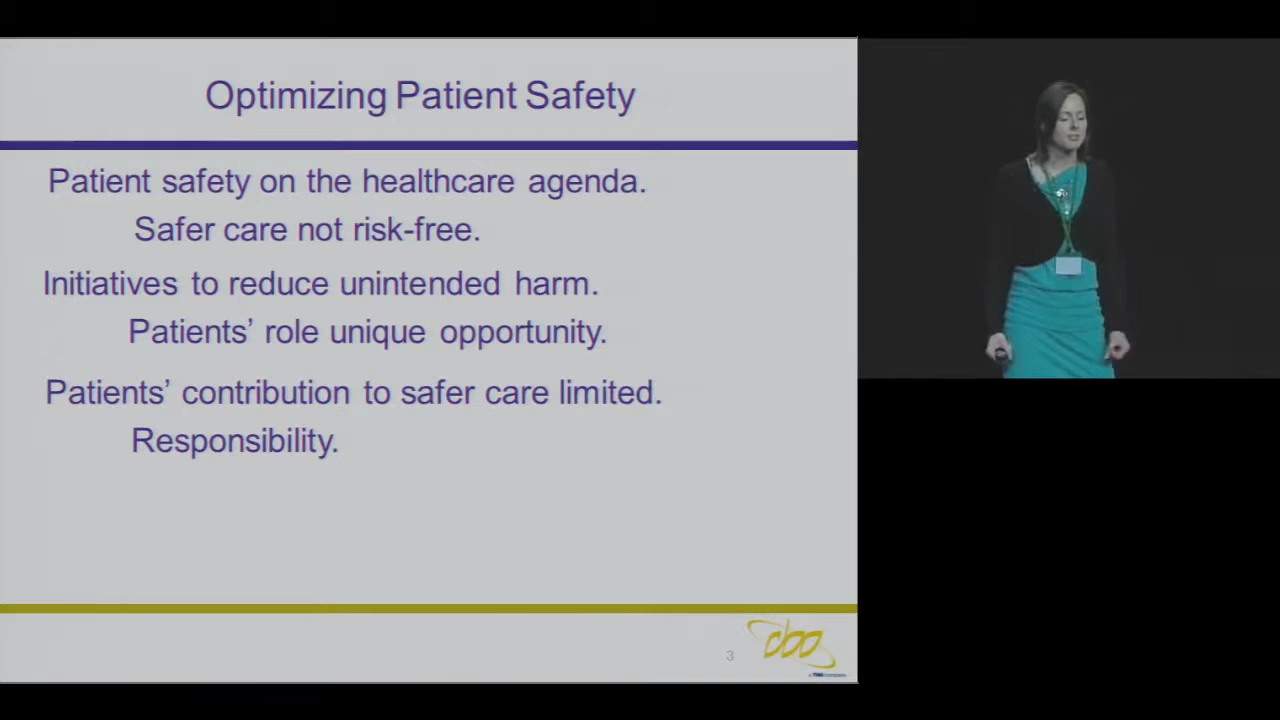 Optimizing Patient Safety
Patient safety on the healthcare agenda.
Safer care not risk-free.
Initiatives to reduce unintended harm.
Patients’ role unique opportunity.
Patients’ contribution to safer care limited.
Responsibility.
3
cbo